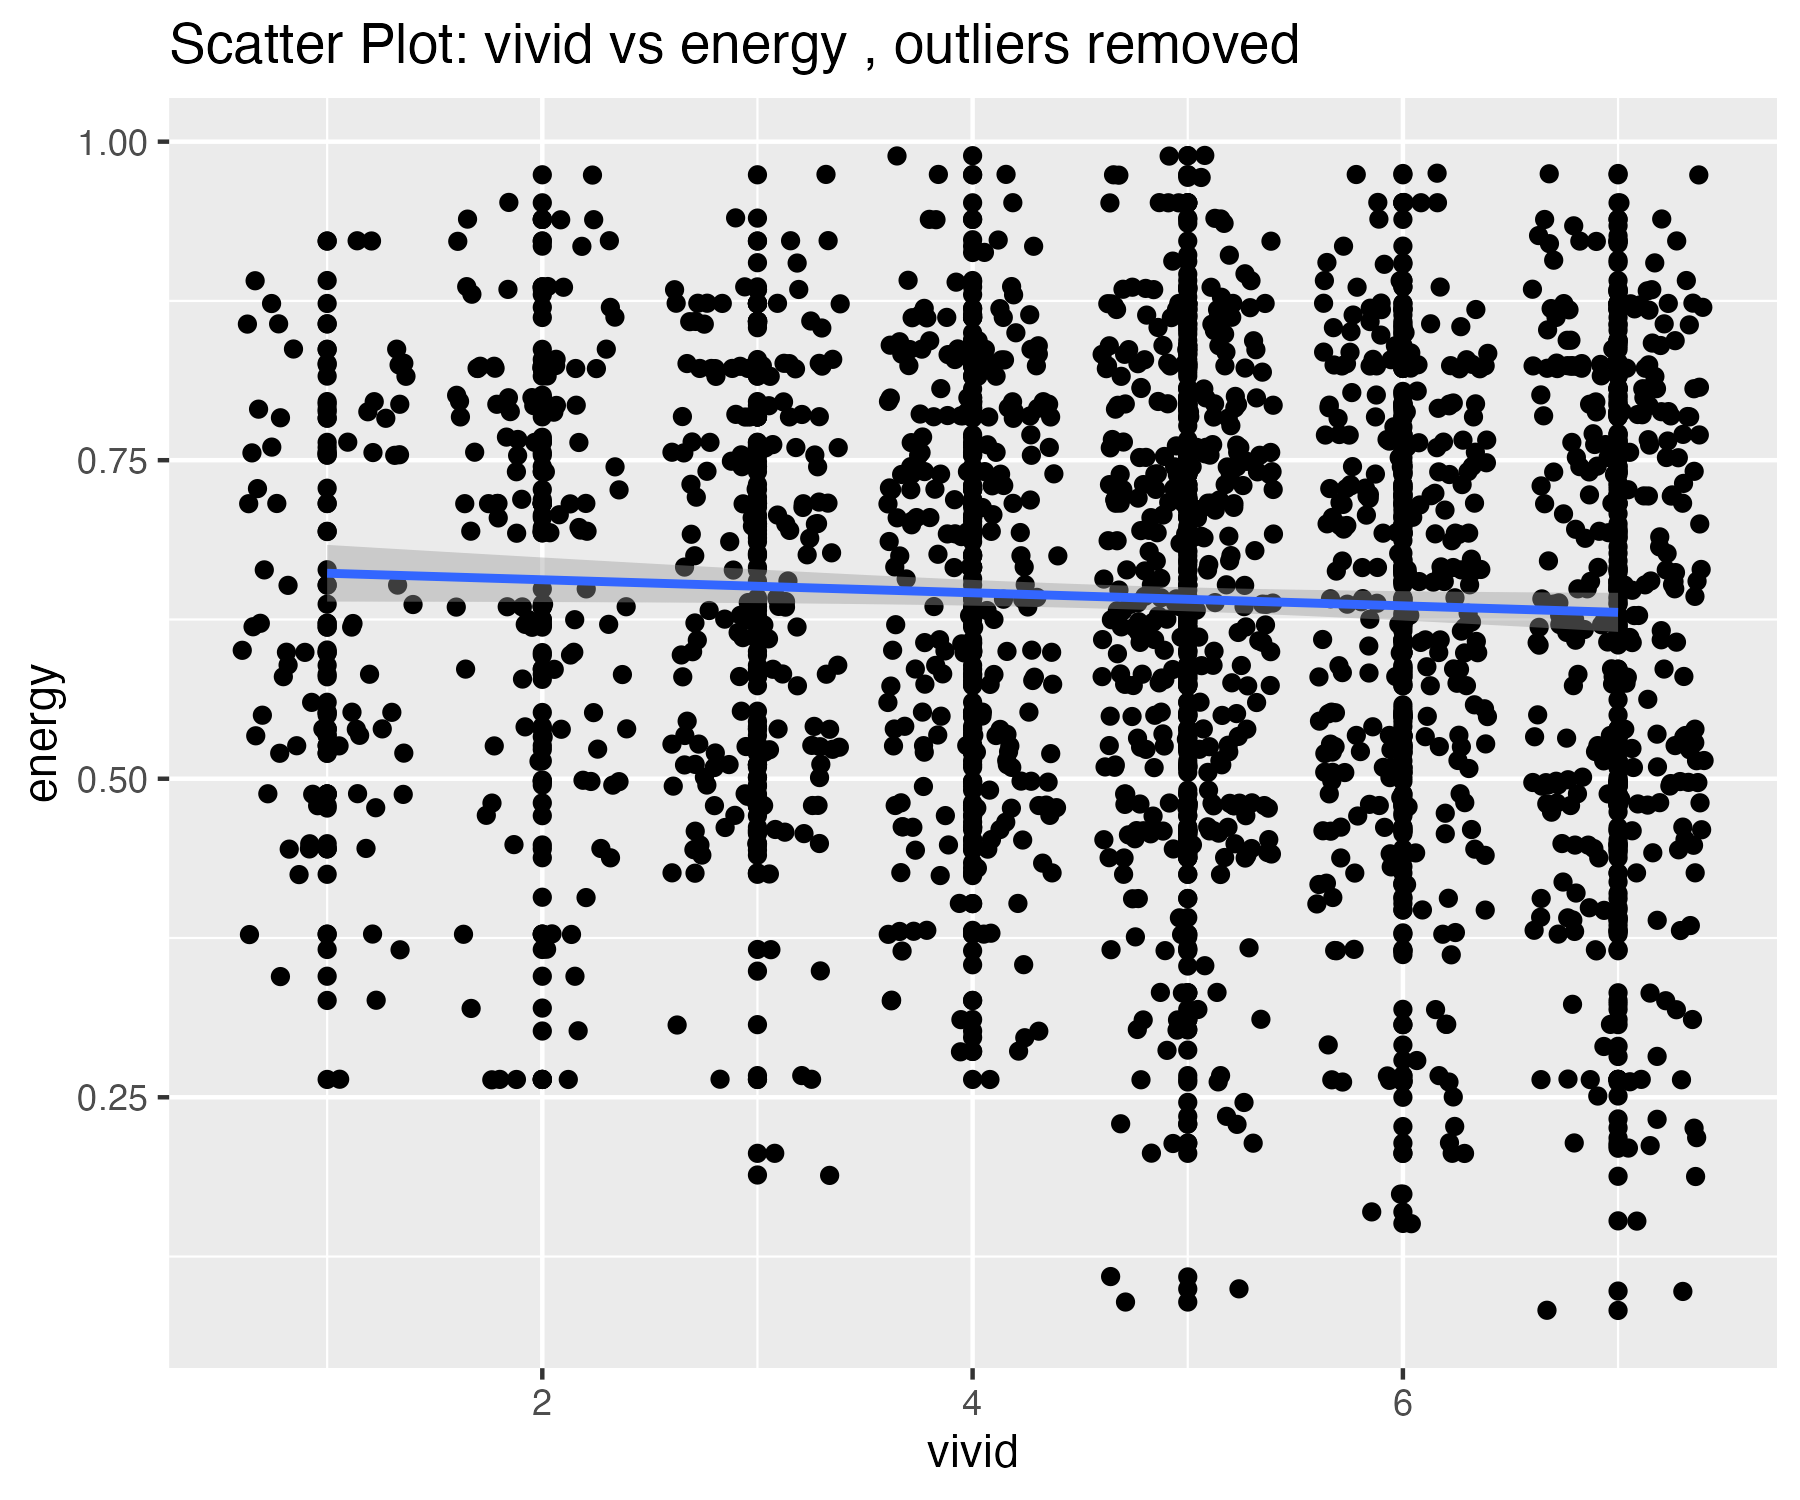 Scatter Plot: vivid vs energy , outliers removed
1.00
0.75
0.50
0.25
energy
2
4
6
vivid